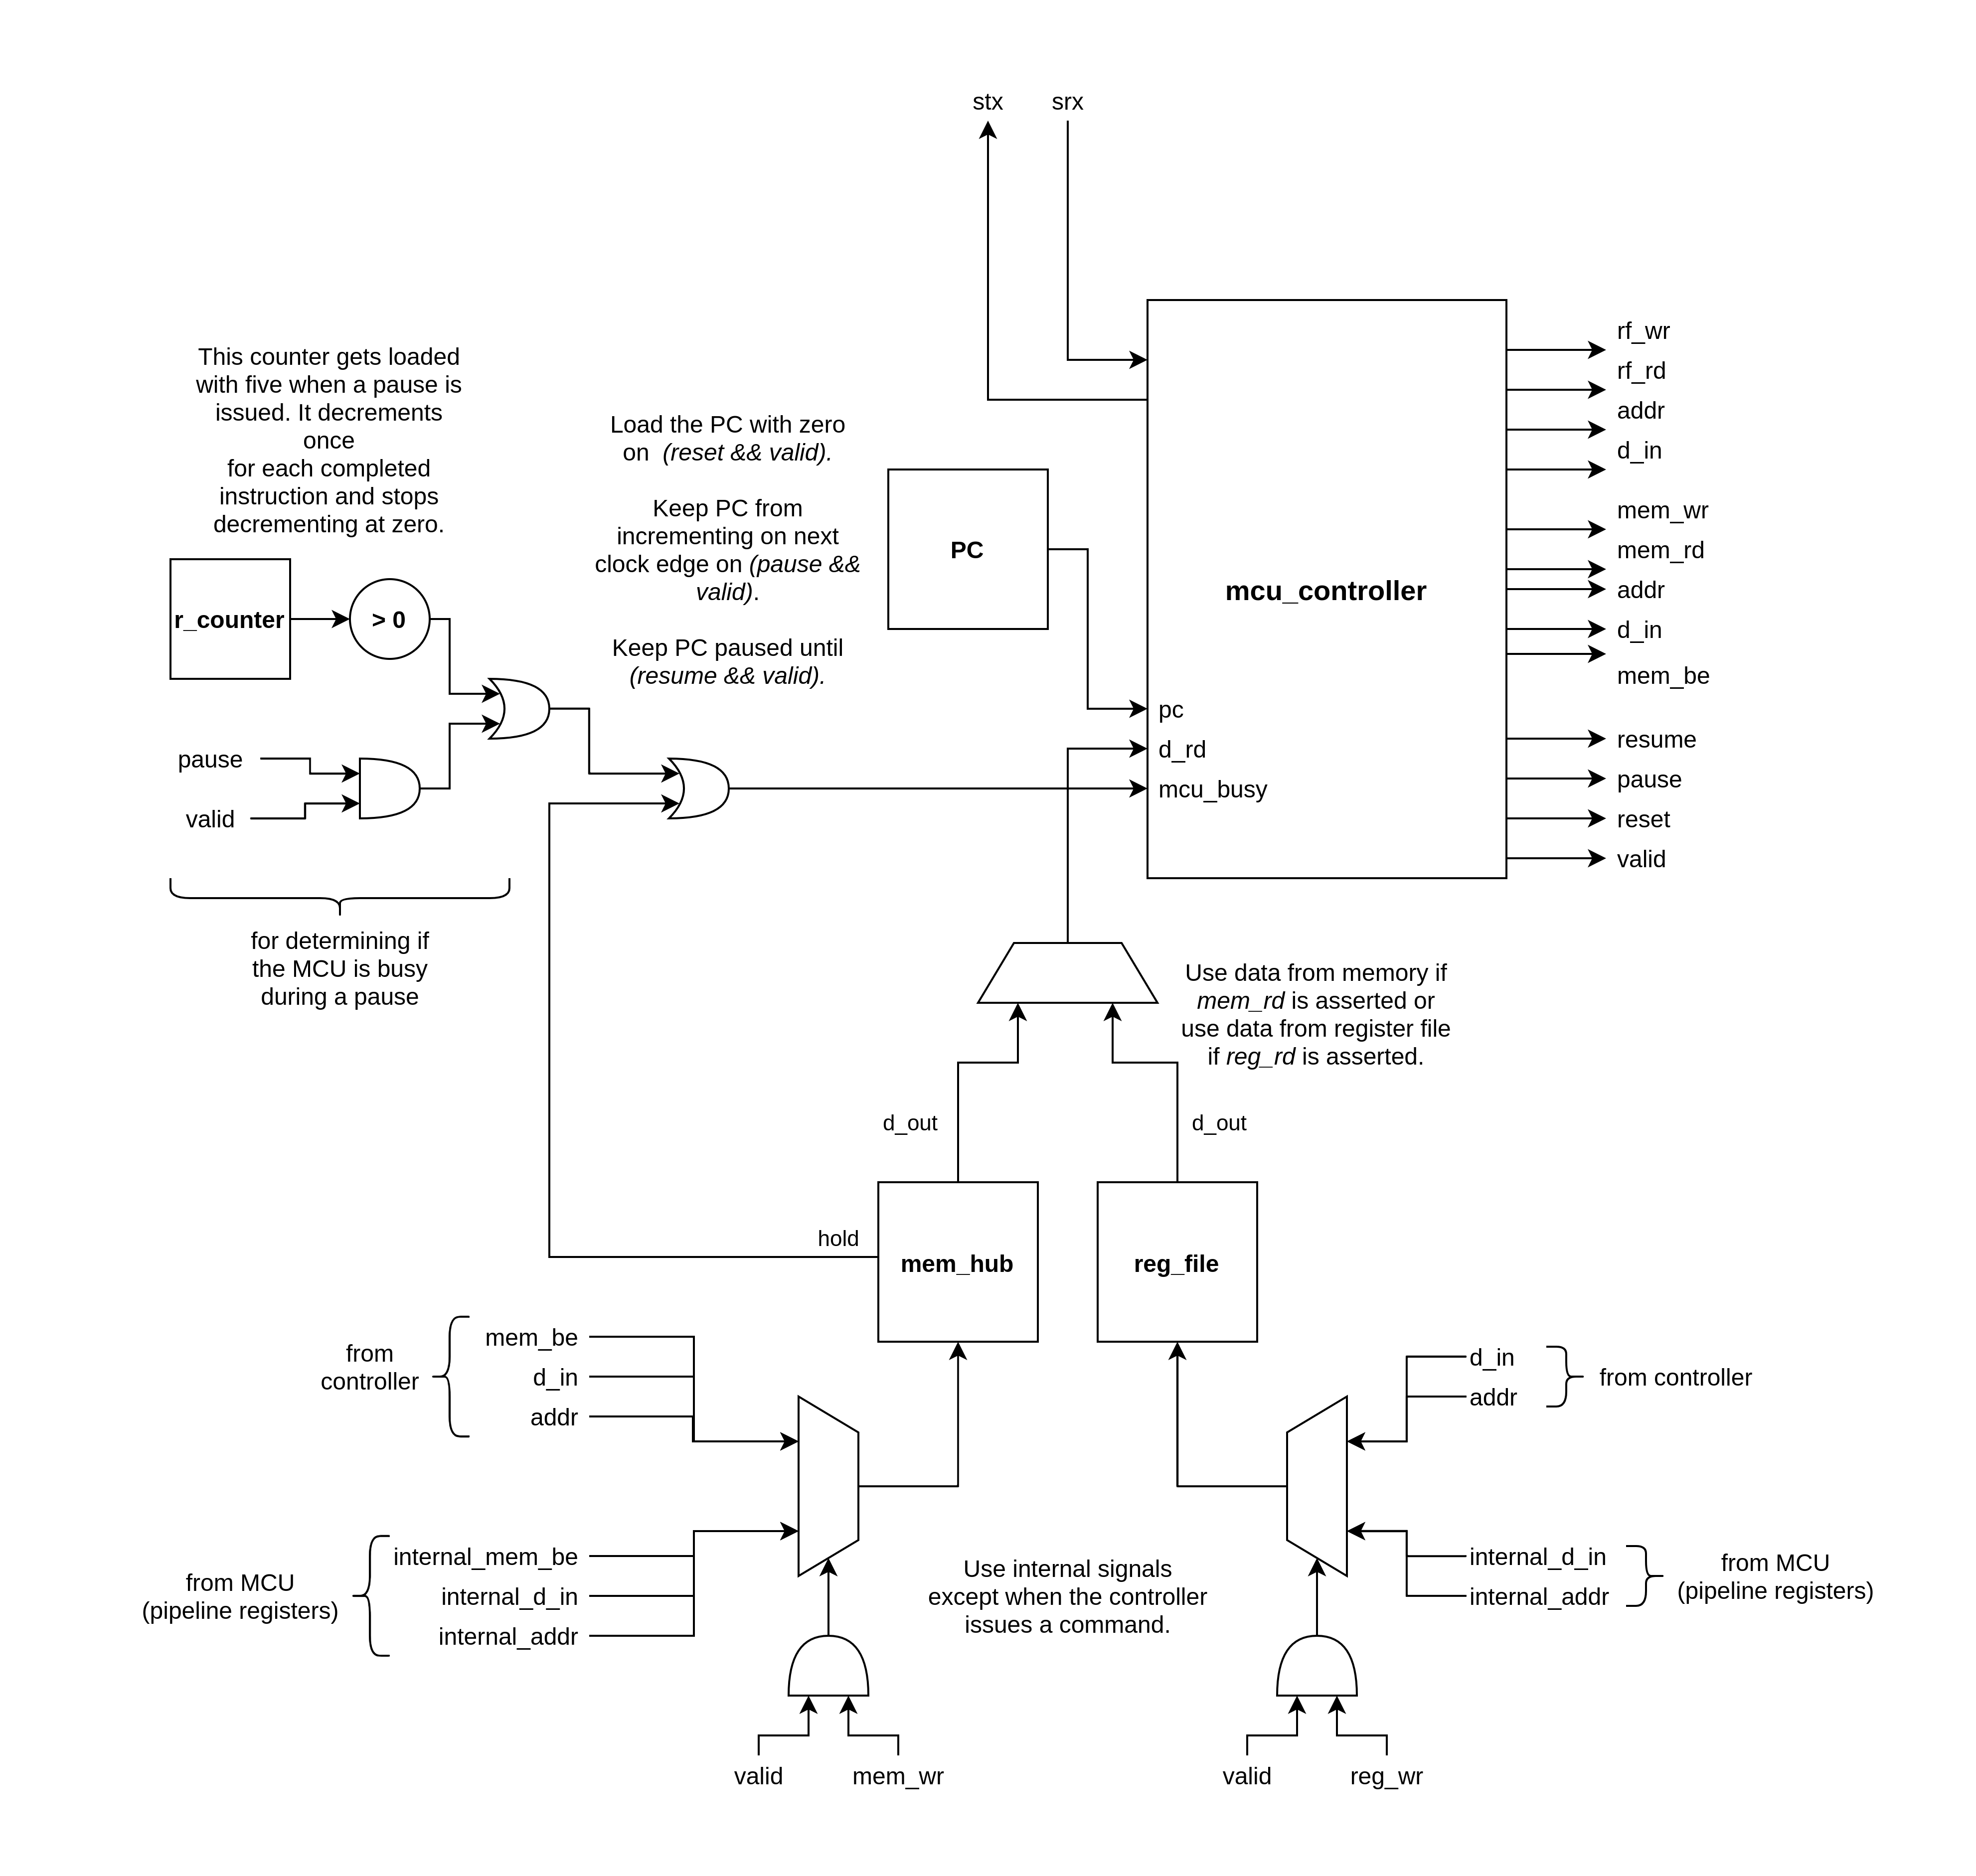 stx
srx
This counter gets loaded
with five when a pause is
issued. It decrements
once
for each completed
instruction and stops
decrementing at zero.
Load the PC with zero
on (reset && valid).
Keep PC from
incrementing on next
clock edge on (pause &&
valid).
Keep PC paused until
(resume && valid).
r_counter
> 0
pause
valid
for determining if
the MCU is busy
during a pause
PC
mcu_controller
pc
d_rd
mcu_busy
rf_wr
rf_rd
addr
d_in
mem_wr
mem_rd
addr
d_in
mem_be
resume
pause
reset
valid
Use data from memory if
mem_rd is asserted or
use data from register file
if reg_rd is asserted.
d_out
d_out
hold
mem_hub
reg_file
from
controller
mem_be
d_in
addr
from MCU
(pipeline registers)
internal_mem_be
internal_d_in
internal_addr
Use internal signals
except when the controller
issues a command.
d_in
addr
from controller
internal_d_in
internal_addr
from MCU
(pipeline registers)
valid
mem_wr
valid
reg_wr